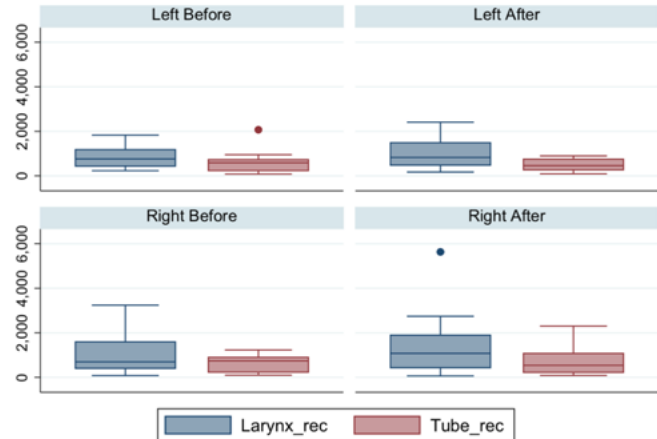 Left Before
Left After
6,000
4,000
2,000
0
Right Before
Right After
6,000
4,000
2,000
0
Larynx_rec
Tube_rec